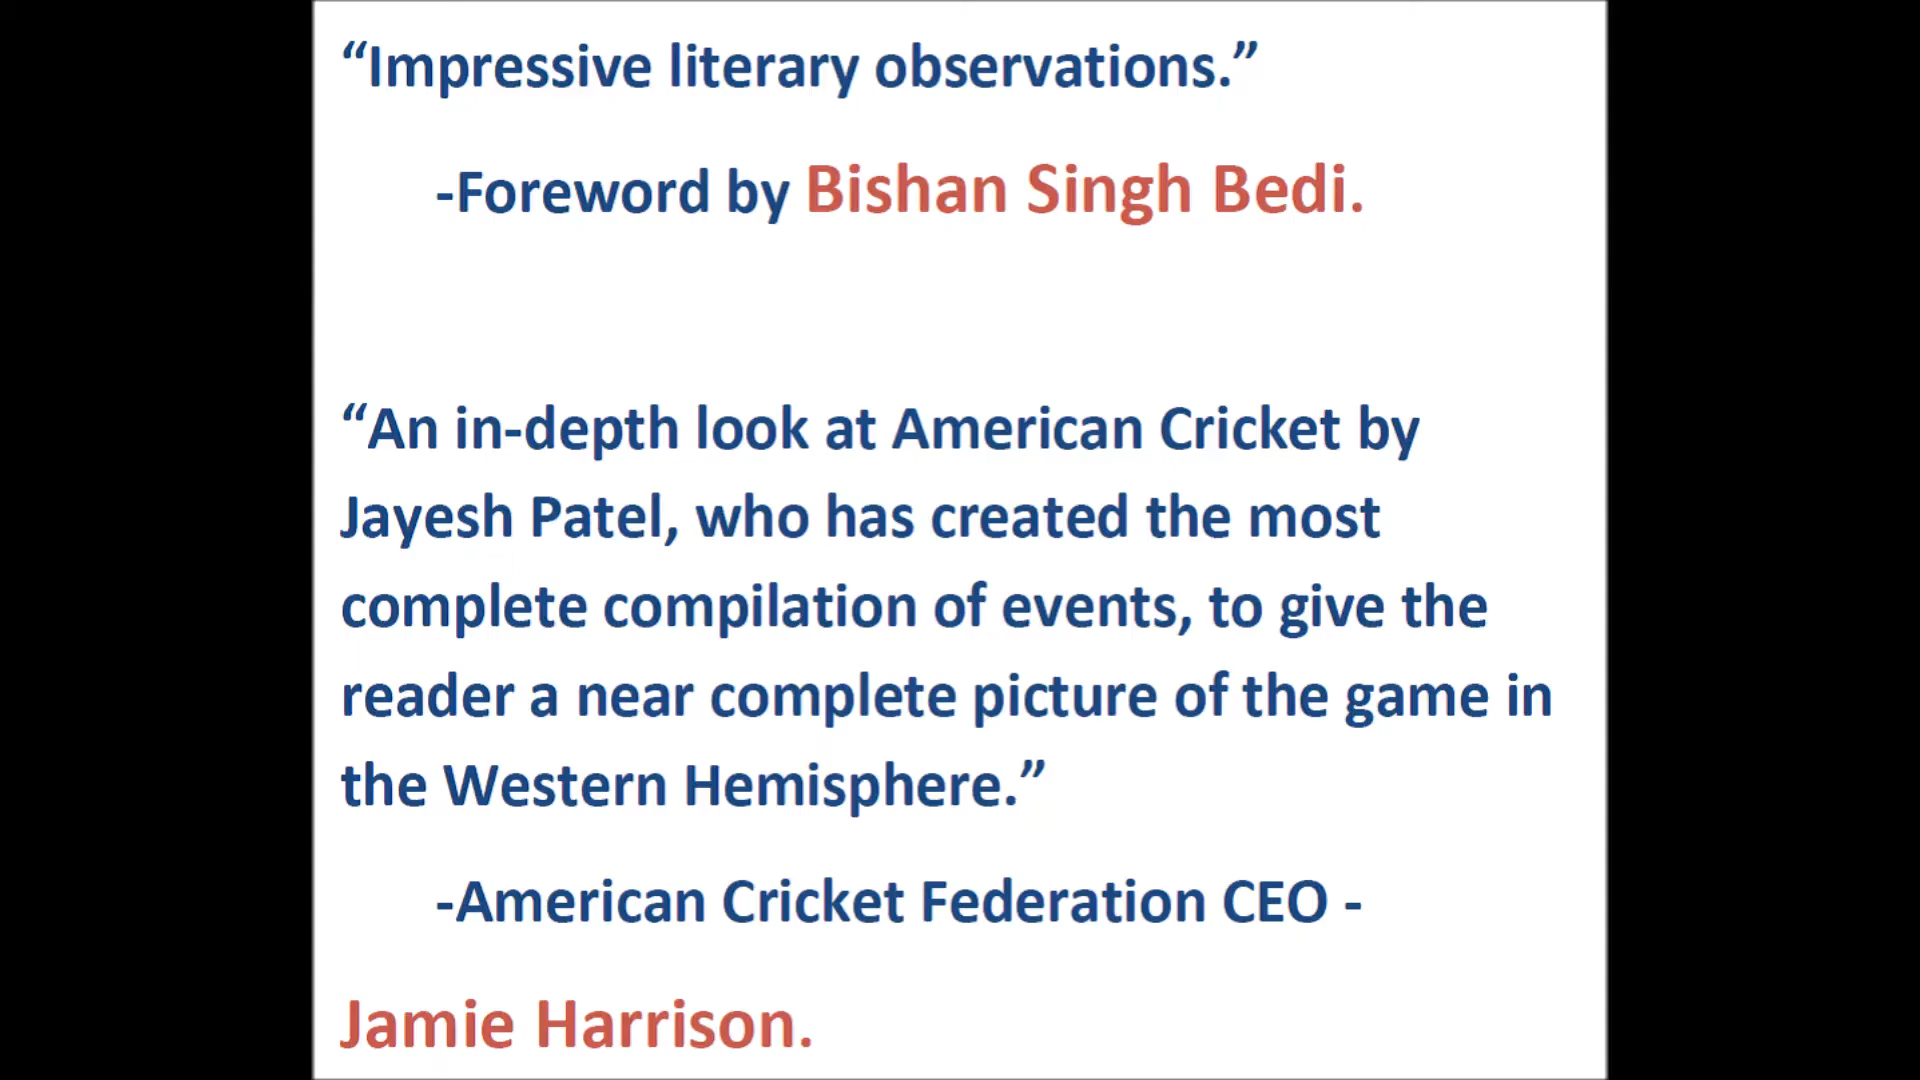 “Impressive literary observations.”
-Foreword by Bishan Singh Bedi.
“An in-depth look at American Cricket by
Jayesh Patel, who has created the most
complete compilation of events, to give the
reader a near complete picture of the game in
the Western Hemisphere.”
-American Cricket Federation CEO -
Jamie Harrison.